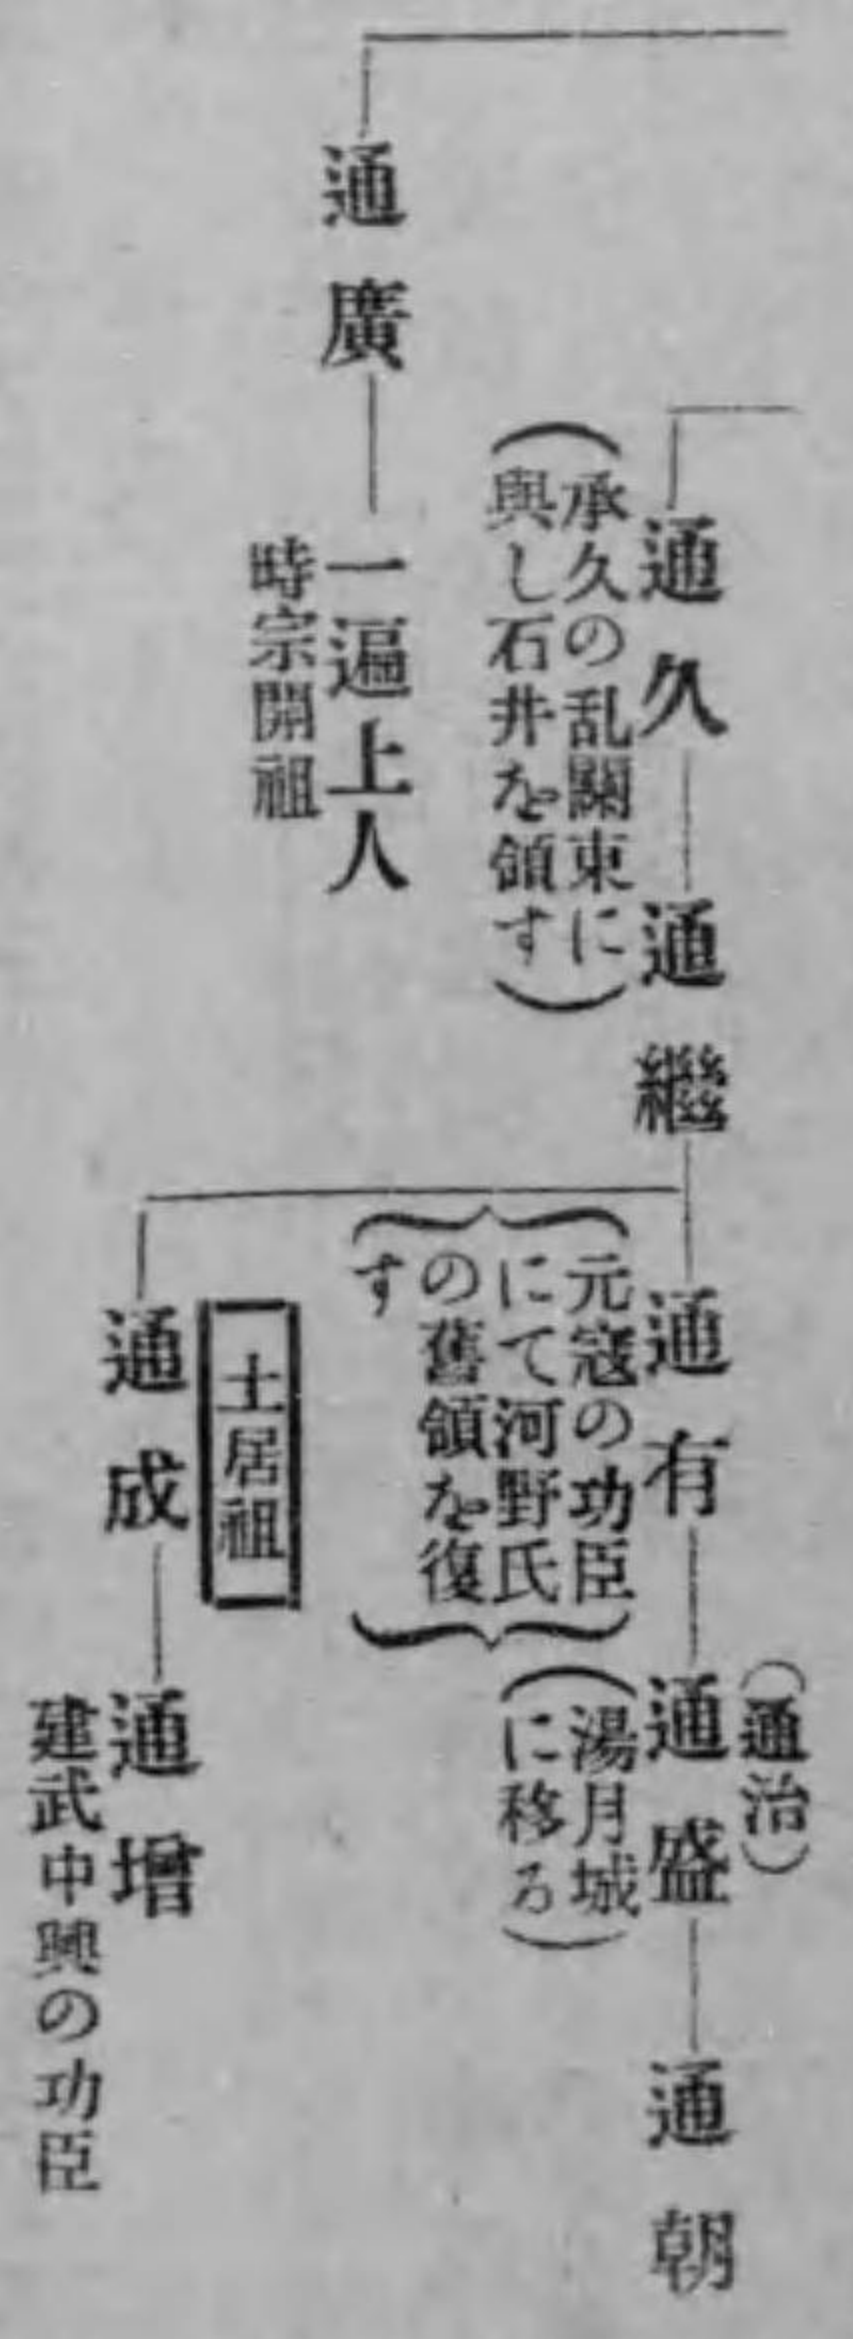 通久
承久の乱關東に
與し石井を領す
通繼
通有
元寇の功臣
にて河野氏
の舊領を復
す
(通治)
通盛
(湯月城
に移る)
通朝
土居祖
通成
通增
建武中興の功臣
通廣
一遍上人
時宗開祖